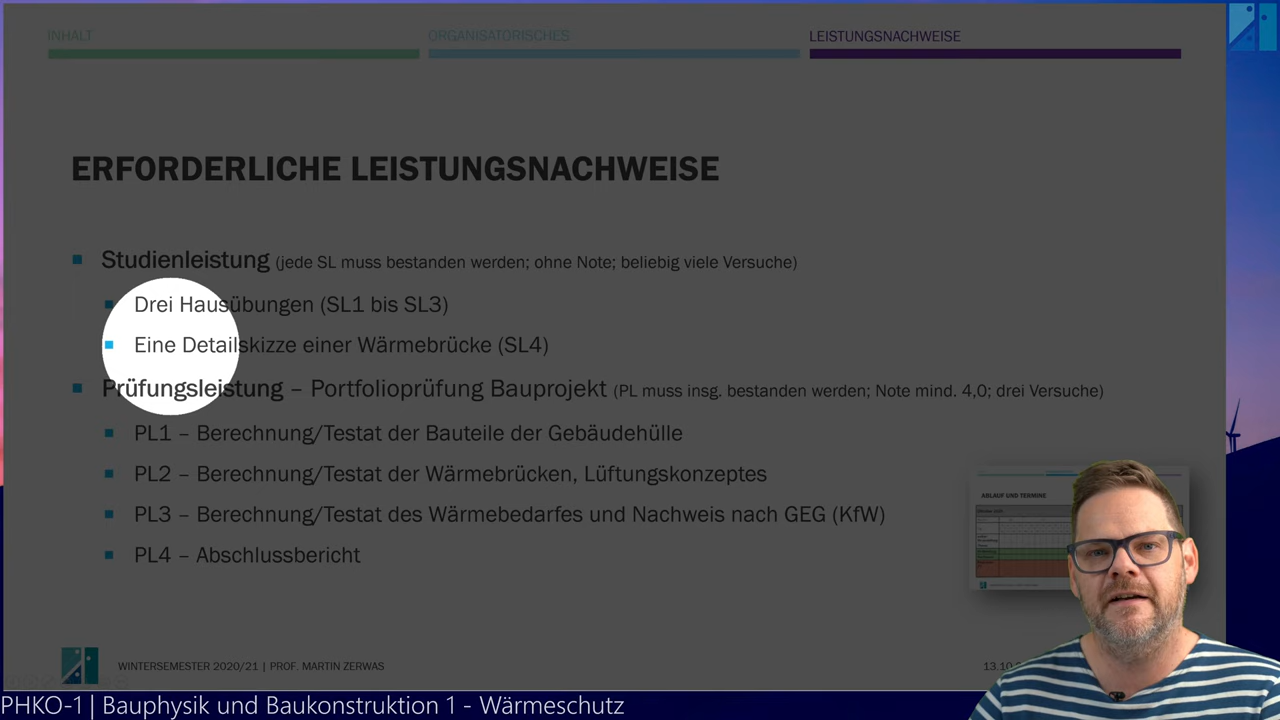 INHALT
ORGANISATORISCHES
LEISTUNGSNACHWEISE
ERFORDERLICHE LEISTUNGSNACHWEISE
Studienleistung (jede SL muss bestanden werden; ohne Note; beliebig viele Versuche)
Drei Hausübungen (SL1 bis SL3)
Eine Detailskizze einer Wärmebrücke (SL4)
Prüfungsleistung – Portfolioprüfung Bauprojekt (PL muss insg. bestanden werden; Note mind. 4,0; drei Versuche)
PL1 – Berechnung/Testat der Bauteile der Gebäudehülle
PL2 – Berechnung/Testat der Wärmebrücken, Lüftungskonzeptes
PL3 – Berechnung/Testat des Wärmebedarfes und Nachweis nach GEG (KfW)
PL4 – Abschlussbericht
ABLAUF UND TERMINE
WINTERSEMESTER 2020/21 | PROF. MARTIN ZERWAS
13.10
PHKO-1 | Bauphysik und Baukonstruktion 1 - Wärmeschutz